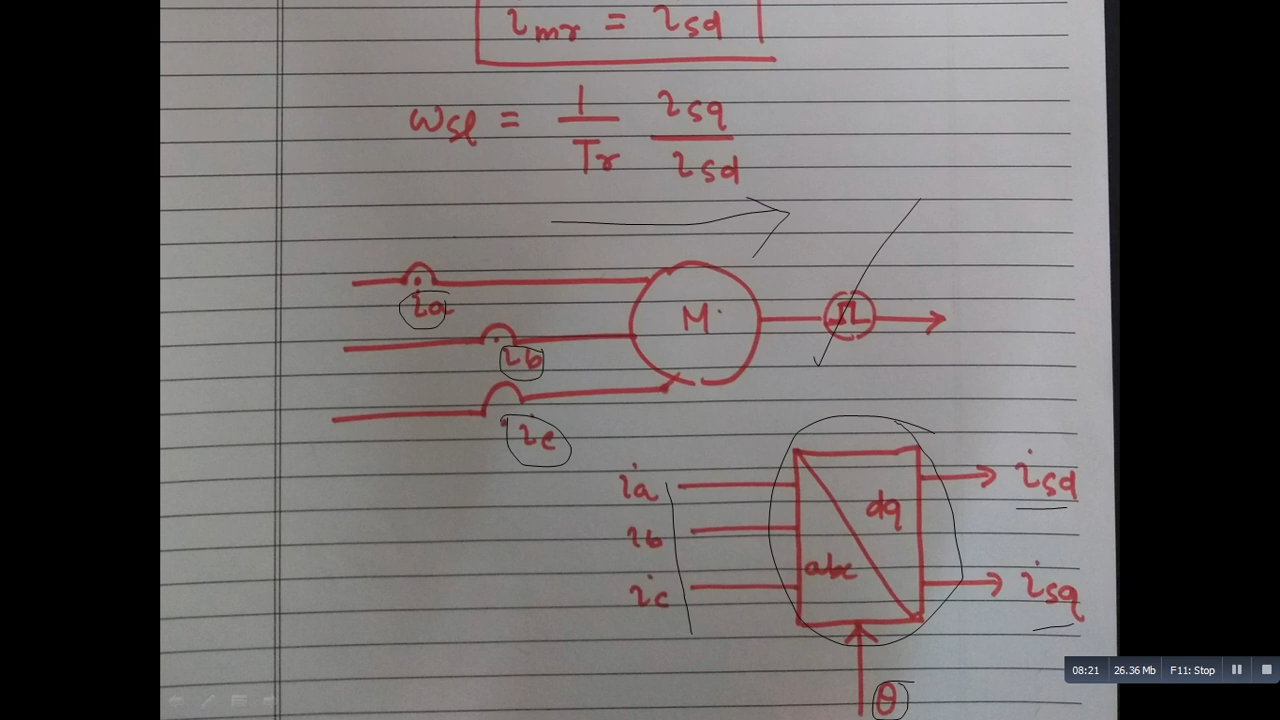 imr = isd
ωsl = 1/Tr isq/isd
ia
M
ib
ic
ia
isd
dq
ib
abc
ic
isq
θ
08:21 26.36 Mb F11: Stop